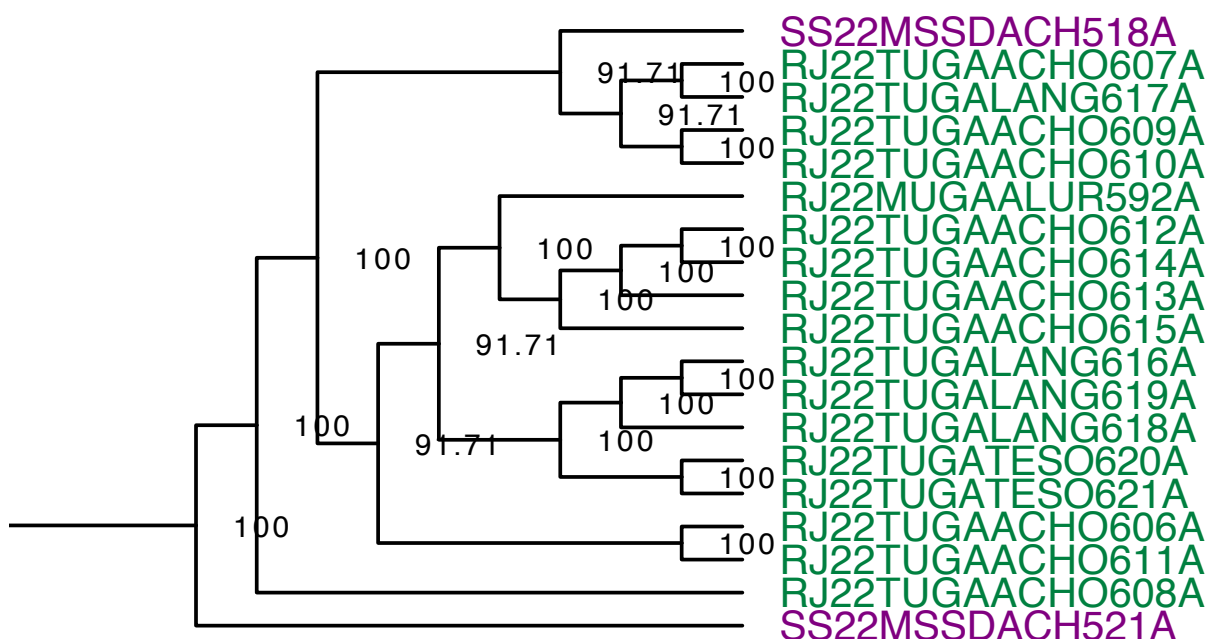 SS22MSSDACH518A
91.71
100
RJ22TUGAACHO607A
RJ22TUGALANG617A
91.71
100
RJ22TUGAACHO609A
RJ22TUGAACHO610A
RJ22MUGAALUR592A
100
100
100
RJ22TUGAACHO612A
RJ22TUGAACHO614A
100
100
RJ22TUGAACHO613A
RJ22TUGAACHO615A
91.71
100
RJ22TUGALANG616A
100
RJ22TUGALANG619A
100
91.71
100
RJ22TUGALANG618A
100
RJ22TUGATESO620A
RJ22TUGATESO621A
100
100
RJ22TUGAACHO606A
RJ22TUGAACHO611A
RJ22TUGAACHO608A
SS22MSSDACH521A